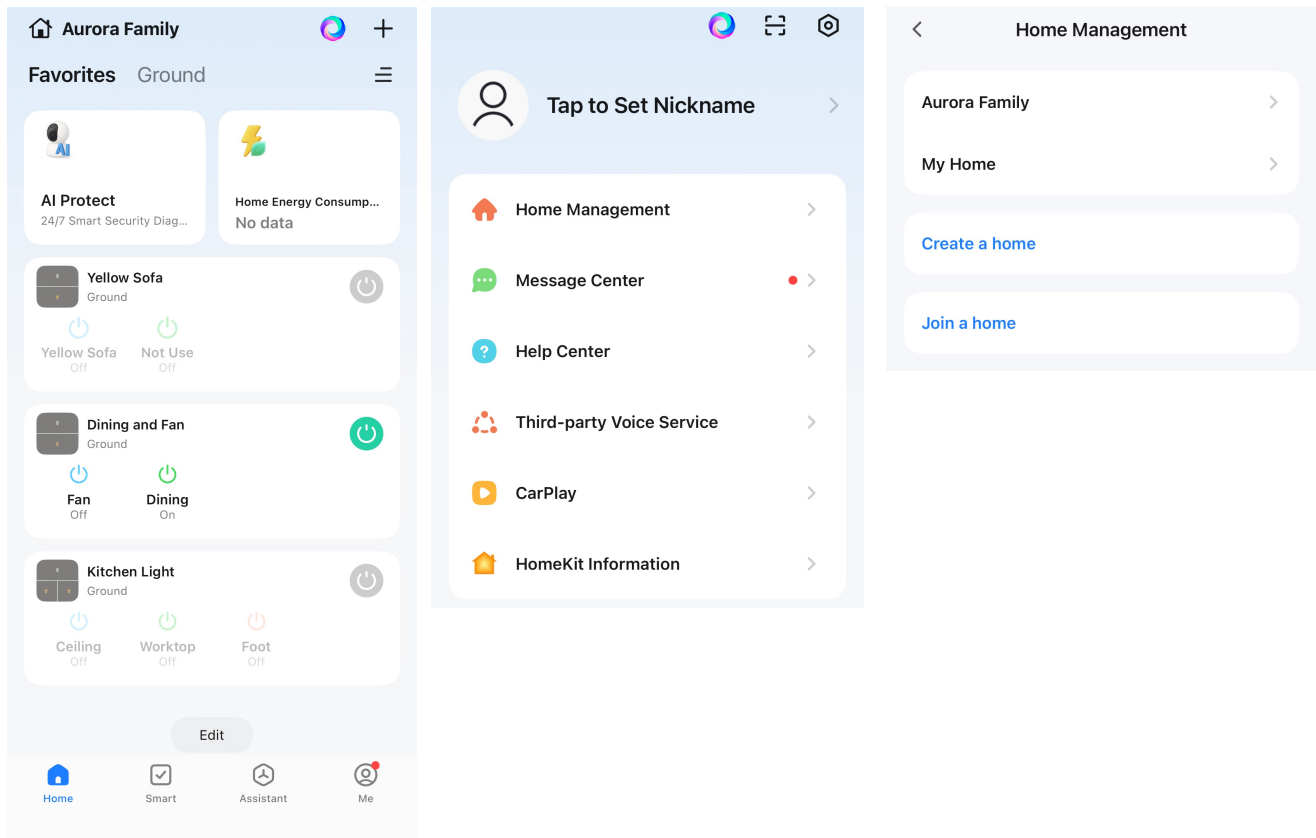 Aurora Family
Favorites Ground
AI
AI Protect
24/7 Smart Security Diag...
Home Energy Consump...
No data
Yellow Sofa
Ground
Yellow Sofa Not Use
Off Off
Dining and Fan
Ground
Fan Dining
Off On
Kitchen Light
Ground
Ceiling Worktop Foot
Off Off Off
Edit
Home Smart Assistant Me
Tap to Set Nickname
Home Management
Message Center
Help Center
Third-party Voice Service
CarPlay
HomeKit Information
Home Management
Aurora Family
My Home
Create a home
Join a home